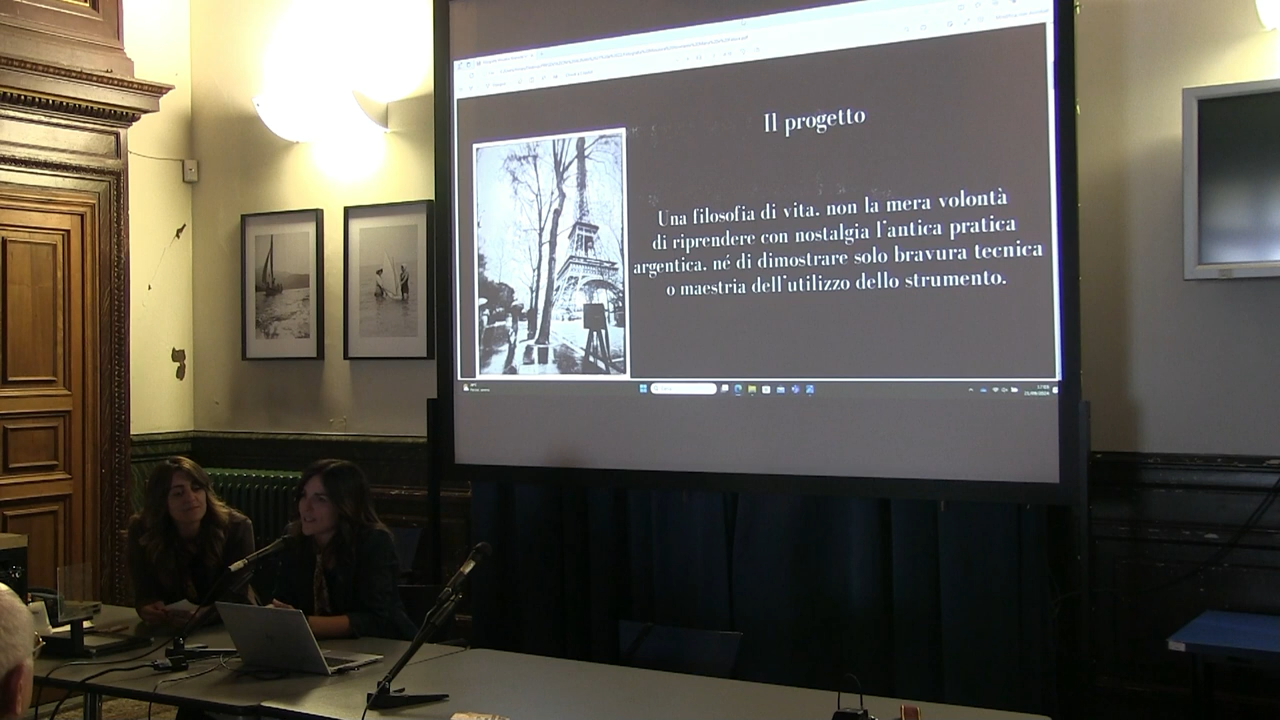 Il progetto
Una filosofia di vita. non la mera volontà
di riprendere con nostalgia l'antica pratica
argentica. né di dimostrare solo bravura tecnica
o maestria dell'utilizzo dello strumento.